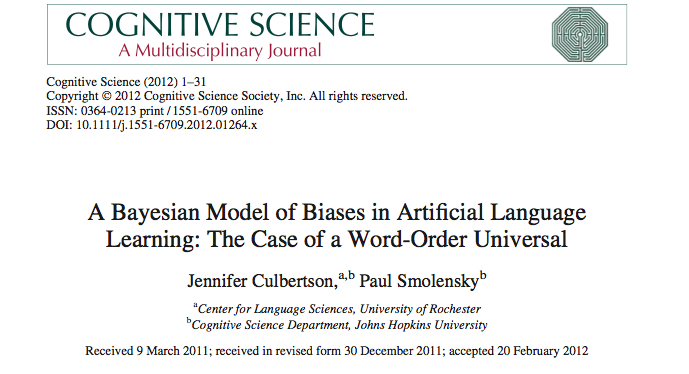 COGNITIVE SCIENCE
A Multidisciplinary Journal
Cognitive Science (2012) 1–31
Copyright © 2012 Cognitive Science Society, Inc. All rights reserved.
ISSN: 0364-0213 print / 1551-6709 online
DOI: 10.1111/j.1551-6709.2012.01264.x
A Bayesian Model of Biases in Artificial Language
Learning: The Case of a Word-Order Universal
Jennifer Culbertson,a,b Paul Smolenskyb
aCenter for Language Sciences, University of Rochester
bCognitive Science Department, Johns Hopkins University
Received 9 March 2011; received in revised form 30 December 2011; accepted 20 February 2012